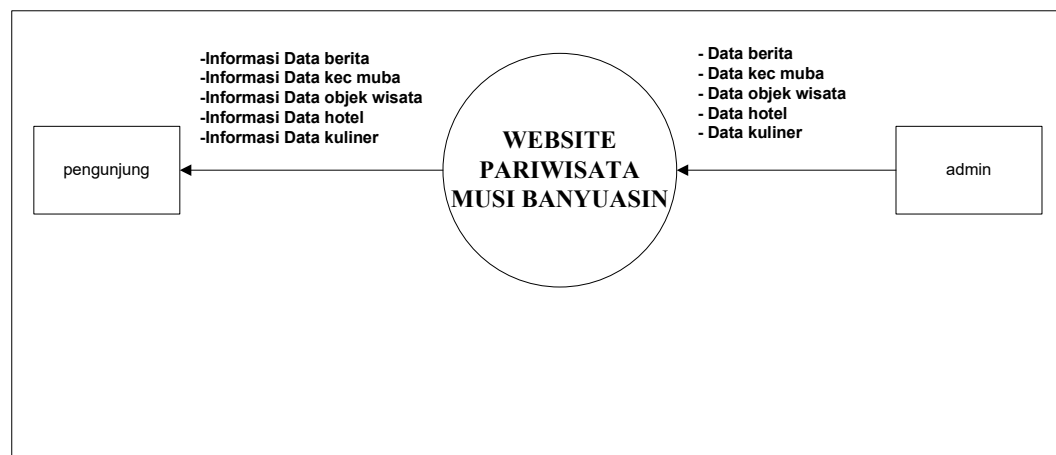 -Informasi Data berita
-Informasi Data kec muba
-Informasi Data objek wisata
-Informasi Data hotel
-Informasi Data kuliner
- Data berita
- Data kec muba
- Data objek wisata
- Data hotel
- Data kuliner
pengunjung
WEBSITE
PARIWISATA
MUSI BANYUASIN
admin